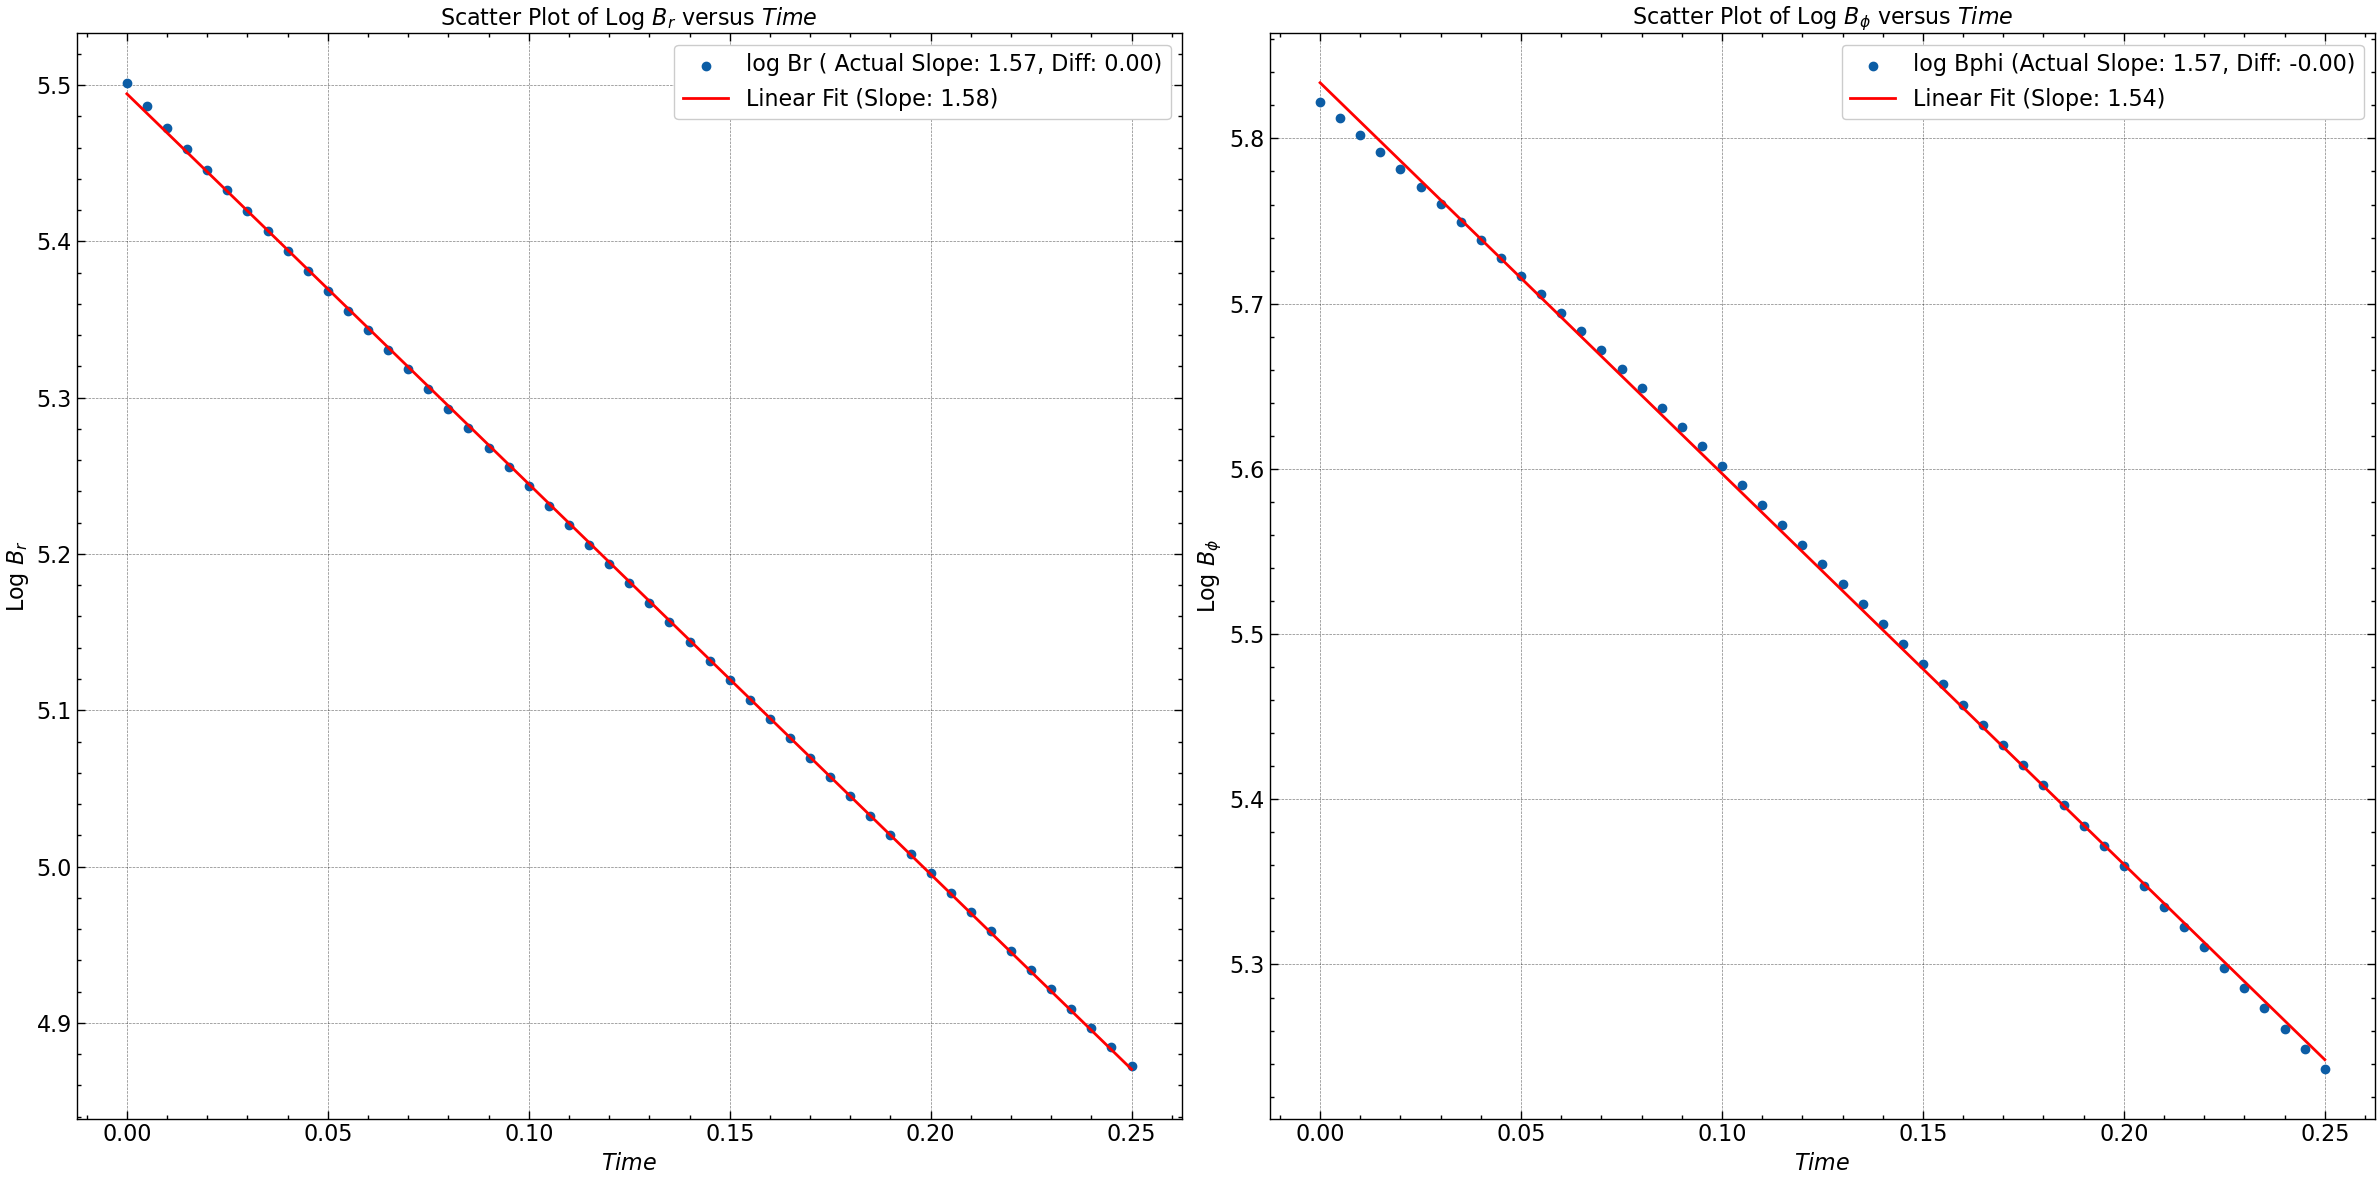 Scatter Plot of Log B_r versus Time
log Br ( Actual Slope: 1.57, Diff: 0.00)
Linear Fit (Slope: 1.58)
5.5
5.4
5.3
5.2
5.1
5.0
4.9
Log B_r
0.00 0.05 0.10 0.15 0.20 0.25
Time
Scatter Plot of Log B_ϕ versus Time
log Bphi (Actual Slope: 1.57, Diff: -0.00)
Linear Fit (Slope: 1.54)
5.8
5.7
5.6
5.5
5.4
5.3
Log B_ϕ
0.00 0.05 0.10 0.15 0.20 0.25
Time